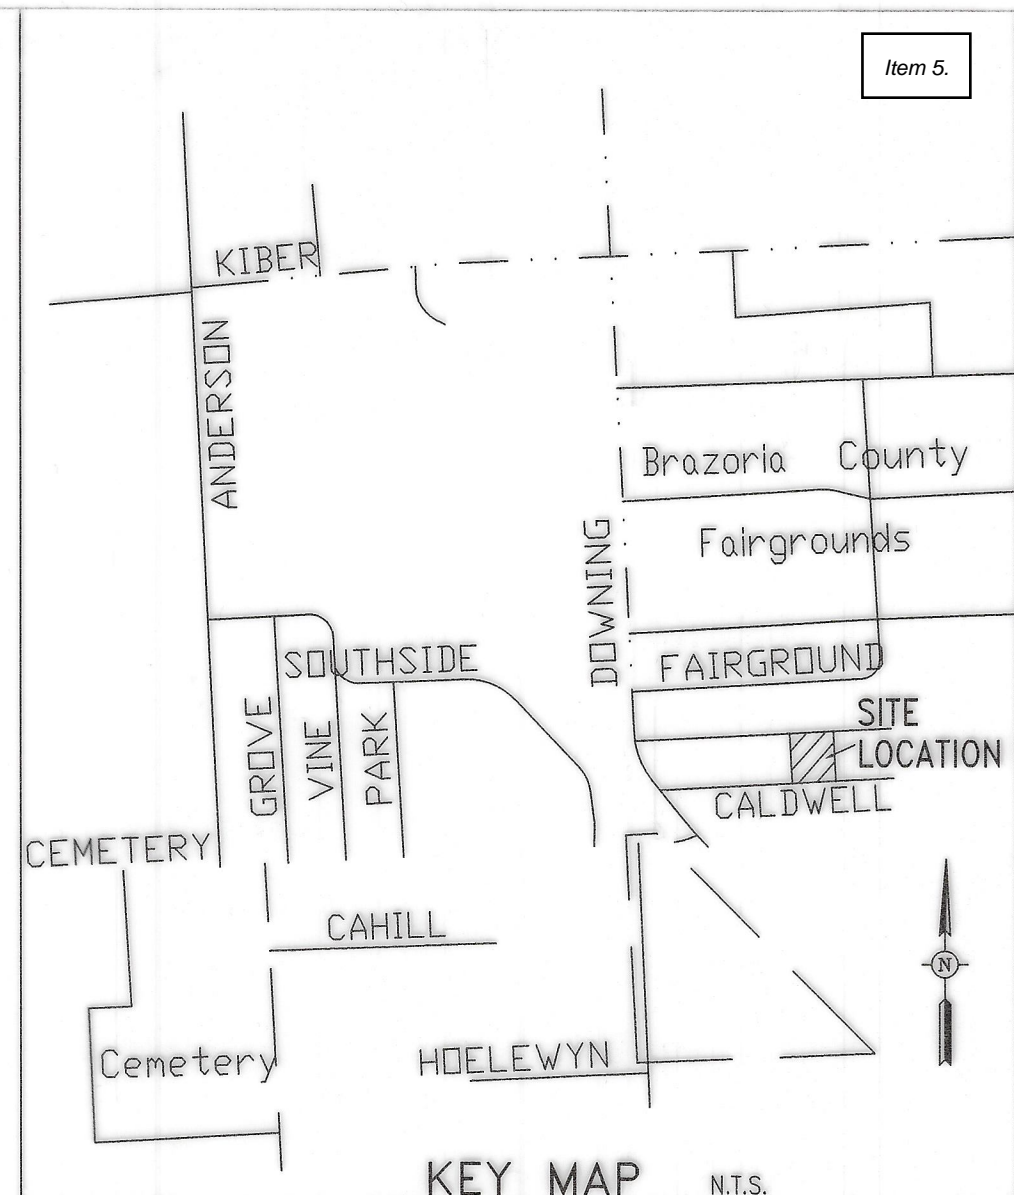 Item 5.
KIBER
ANDERSON
Brazoria County
Fairgrounds
DOWNING
SOUTHSIDE
FAIRGROUND
GROVE
VINE
PARK
SITE
LOCATION
CALDWELL
CEMETERY
CAHILL
N
Cemetery
HOELEWYN
KEY MAP N.T.S.